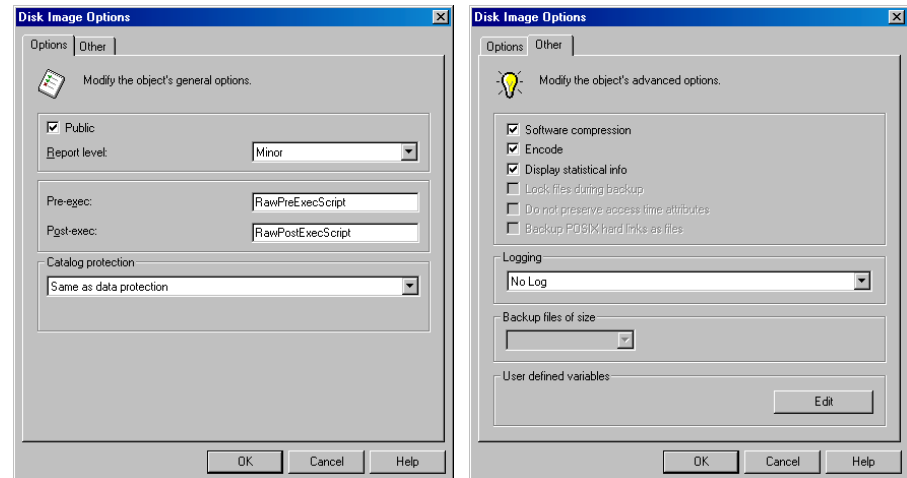 Disk Image Options
Options
Other
Modify the object's general options.
Public
Report level:
Minor
Pre-exec:
RawPreExecScript
Post-exec:
RawPostExecScript
Catalog protection
Same as data protection
OK
Cancel
Help
Disk Image Options
Options
Other
Modify the object's advanced options.
Software compression
Encode
Display statistical info
Lock files during backup
Do not preserve access time attributes
Backup POSIX hard links as files
Logging
No Log
Backup files of size
User defined variables
Edit
OK
Cancel
Help